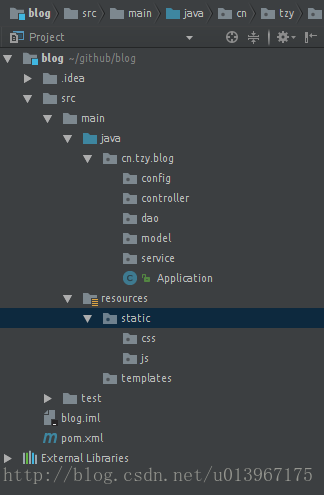 blog src main java cn tzy
Project
blog ~/github/blog
.idea
src
main
java
cn.tzy.blog
config
controller
dao
model
service
Application
resources
static
css
js
templates
test
blog.iml
pom.xml
External Libraries
http://blog.csdn.net/u013967175